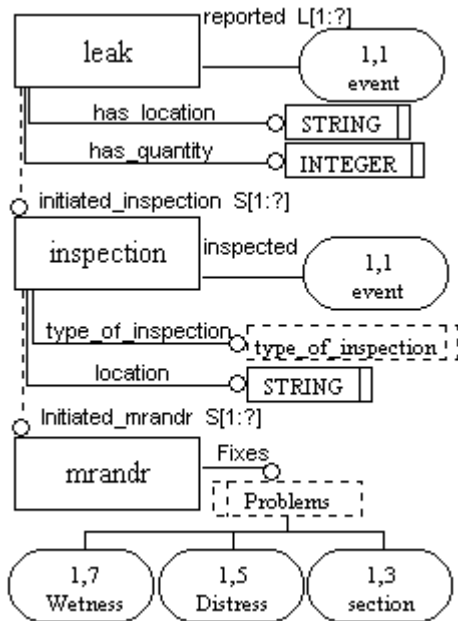 reported L[1:?]
leak
1,1
event
has_location
STRING
has_quantity
INTEGER
initiated_inspection S[1:?]
inspection
inspected
1,1
event
type_of_inspection
type_of_inspection
location
STRING
Initiated_mrandr S[1:?]
mrandr
Fixes
Problems
1,7
Wetness
1,5
Distress
1,3
section